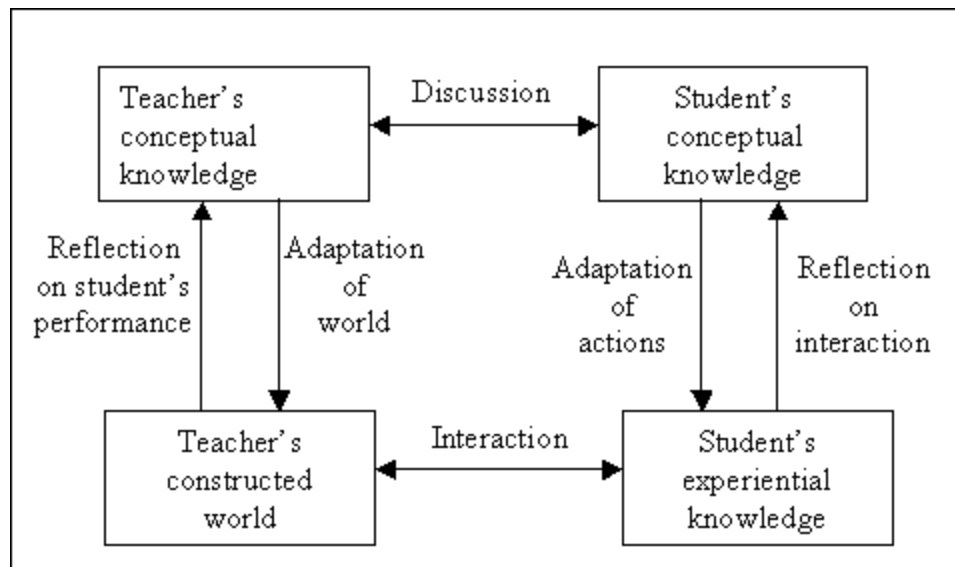 Teacher's
conceptual
knowledge
Discussion
Student's
conceptual
knowledge
Reflection
on student's
performance
Adaptation
of
world
Adaptation
of
actions
Reflection
on
interaction
Teacher's
constructed
world
Interaction
Student's
experiential
knowledge